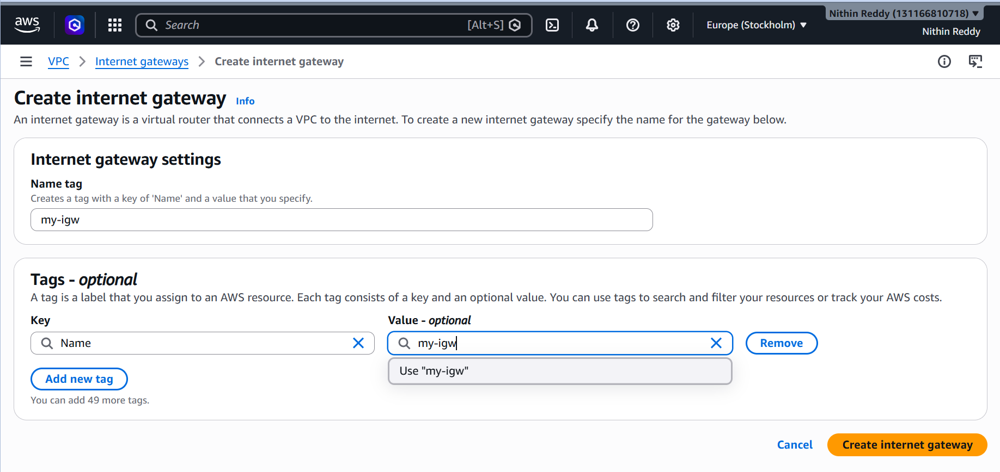 aws
Search [Alt+S]
Europe (Stockholm)
Nithin Reddy (131166810718)
Nithin Reddy
VPC
Internet gateways
Create internet gateway
Create internet gateway Info
An internet gateway is a virtual router that connects a VPC to the internet. To create a new internet gateway specify the name for the gateway below.
Internet gateway settings
Name tag
Creates a tag with a key of 'Name' and a value that you specify.
my-igw
Tags - optional
A tag is a label that you assign to an AWS resource. Each tag consists of a key and an optional value. You can use tags to search and filter your resources or track your AWS costs.
Key
Value - optional
Name
my-igw
Remove
Use "my-igw"
Add new tag
You can add 49 more tags.
Cancel
Create internet gateway